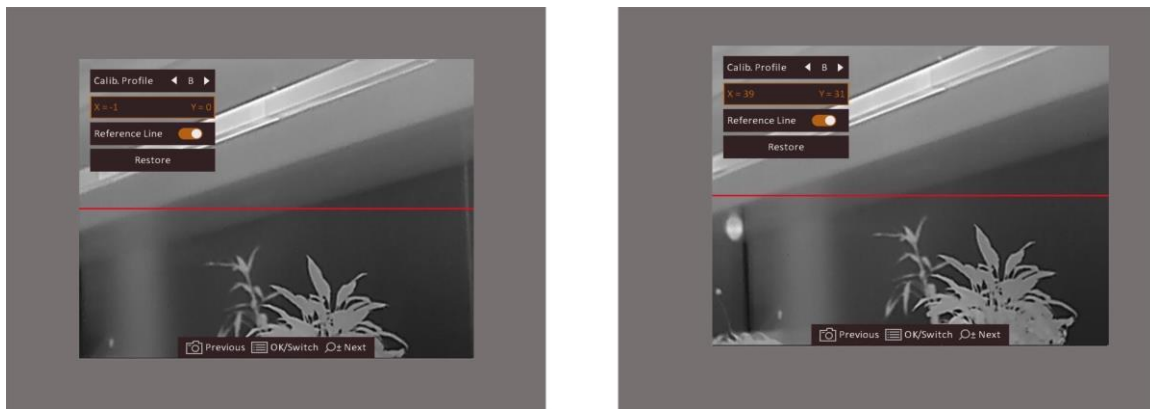 Calib. Profile ◀ B ▶
X = -1 Y = 0
Reference Line
Restore
Previous OK/Switch ± Next
Calib. Profile ◀ B ▶
X = 39 Y = 31
Reference Line
Restore
Previous OK/Switch ± Next